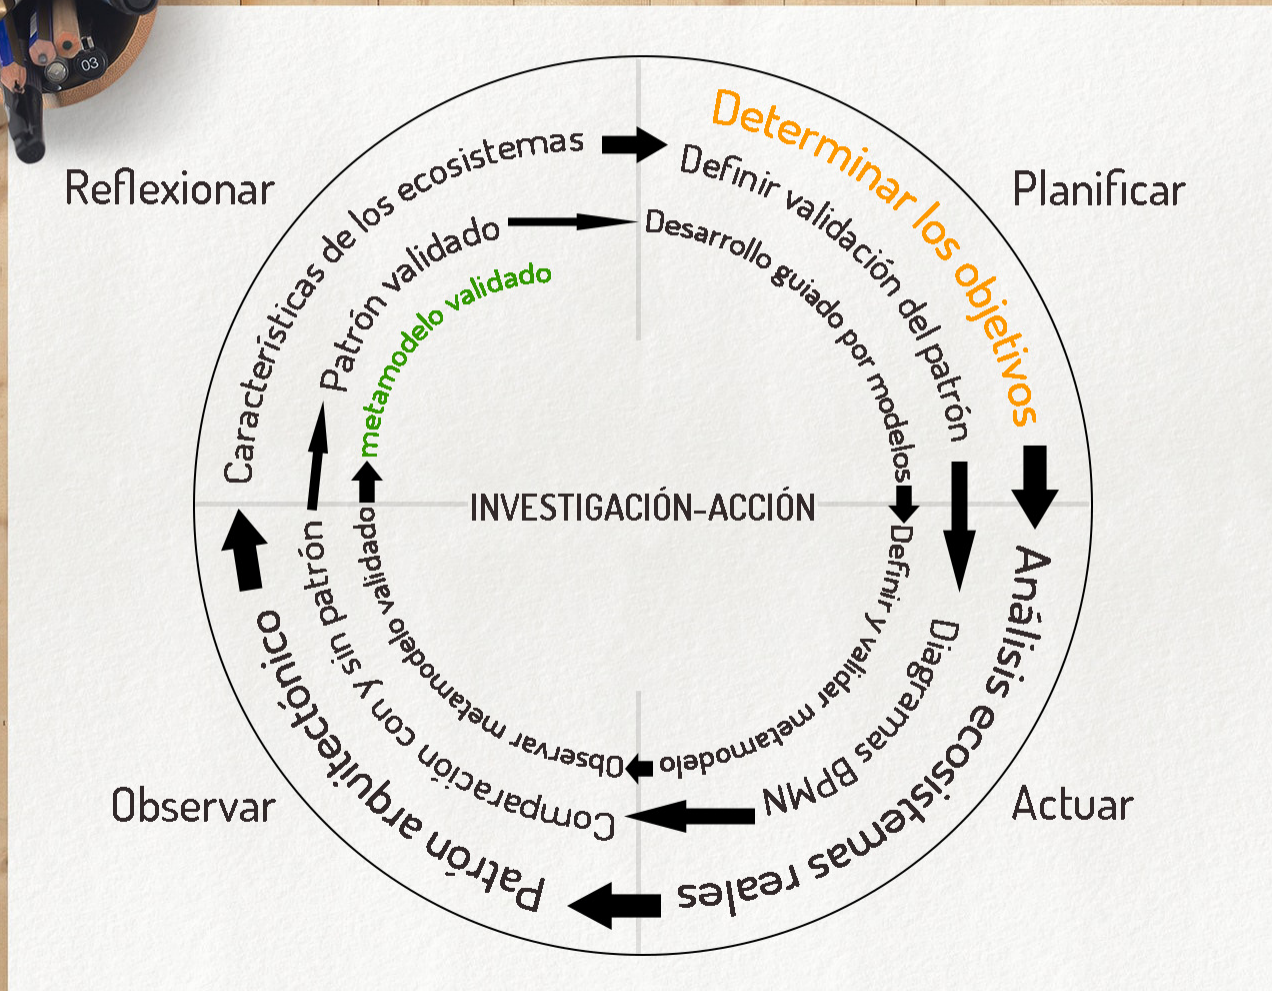 03
Reflexionar
Planificar
Determinar los objetivos
Análisis ecosistemas reales
Patrón arquitectónico
Características de los ecosistemas
Definir validación del patrón
Diagramas BPMN
Comparación con y sin patrón
Patrón validado
Desarrollo guiado por modelos
Definir y validar metamodelo
Observar metamodelo validado
metamodelo validado
INVESTIGACIÓN-ACCIÓN
Observar
Actuar